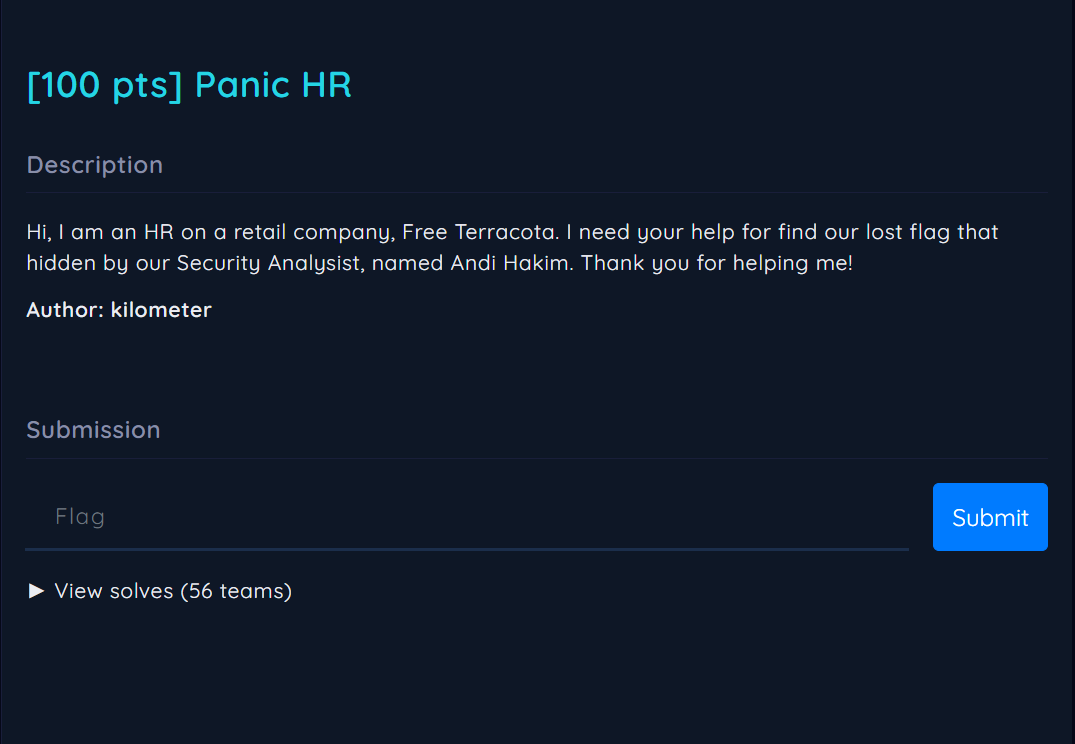 [100 pts] Panic HR
Description
Hi, I am an HR on a retail company, Free Terracota. I need your help for find our lost flag that
hidden by our Security Analysist, named Andi Hakim. Thank you for helping me!
Author: kilometer
Submission
Flag
Submit
► View solves (56 teams)